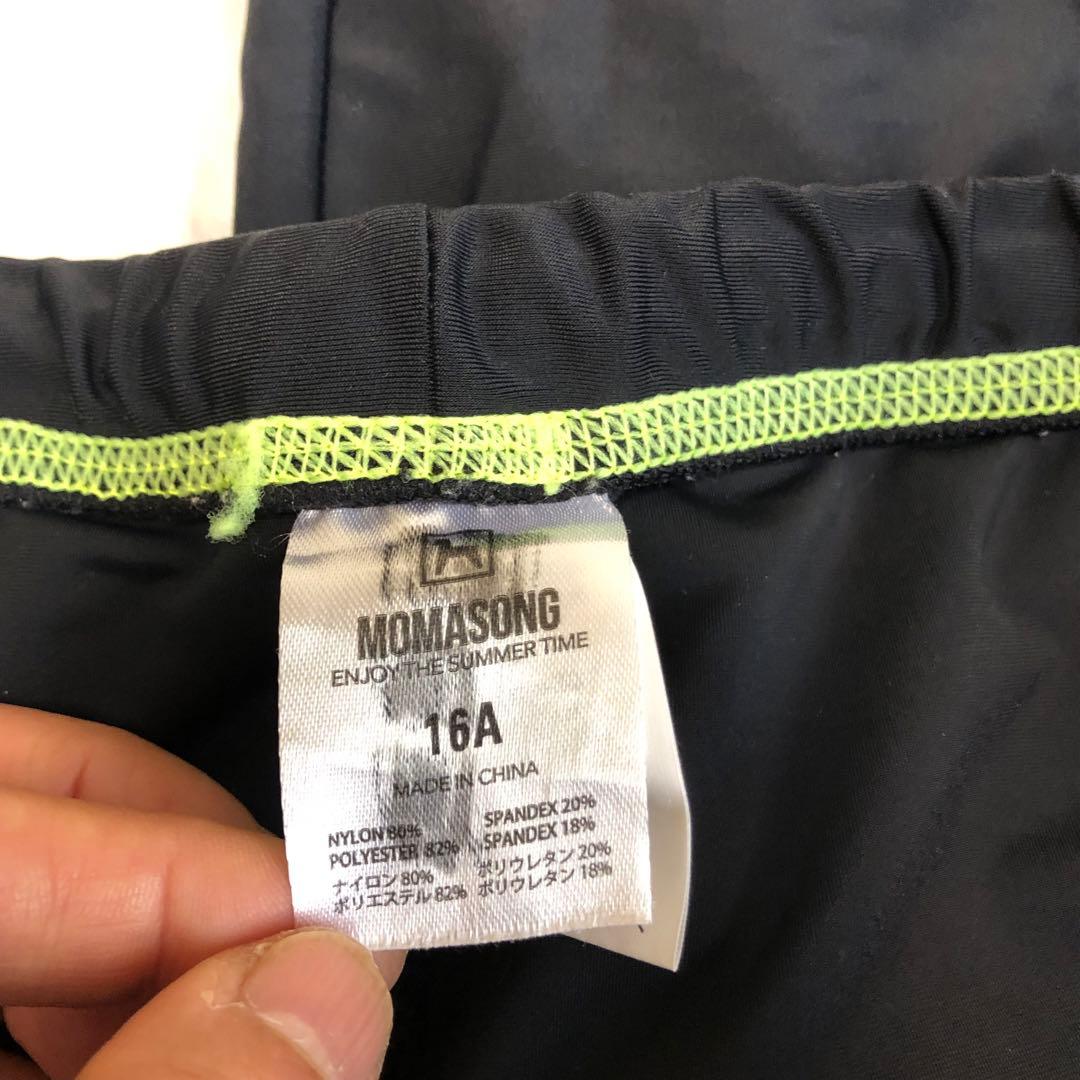 MOMASONG
ENJOY THE SUMMER TIME
16A
MADE IN CHINA
NYLON 80% SPANDEX 20%
POLYESTER 82% SPANDEX 18%
ナイロン 80% ポリウレタン 20%
ポリエステル 82% ポリウレタン 18%